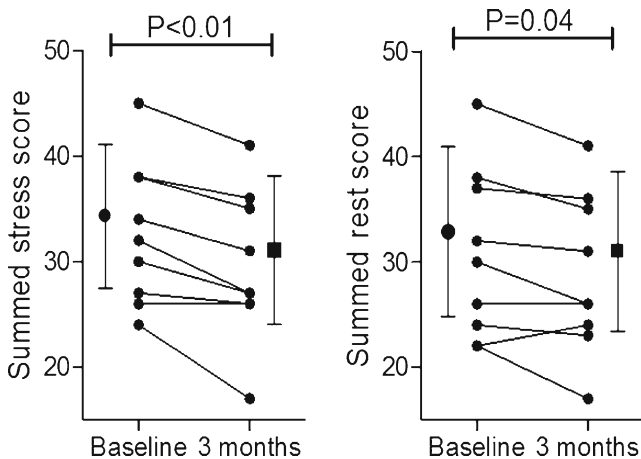 P<0.01
50
40
30
20
Summed stress score
Baseline 3 months
P=0.04
50
40
30
20
Summed rest score
Baseline 3 months